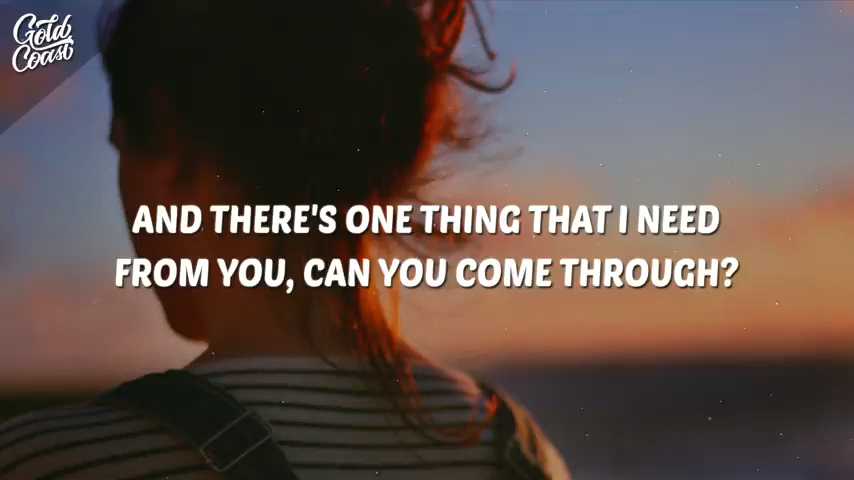 Gold
Coast
AND THERE'S ONE THING THAT I NEED
FROM YOU, CAN YOU COME THROUGH?